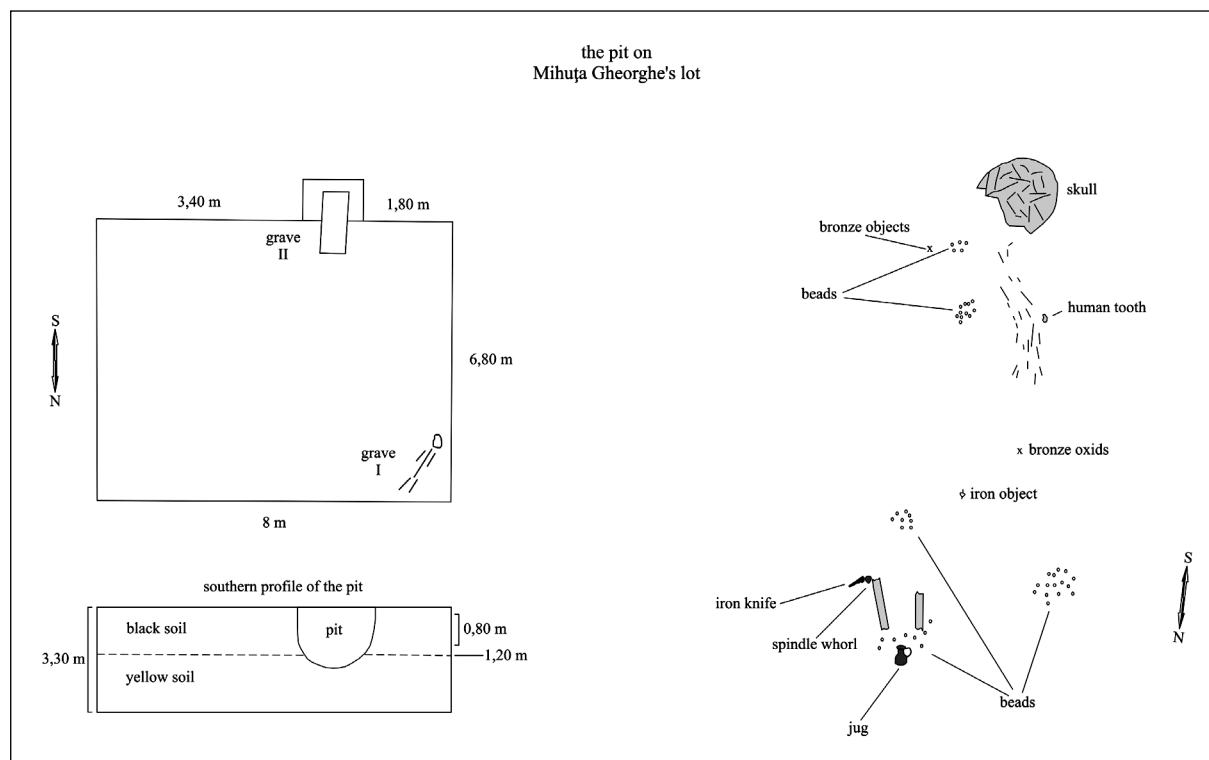 the pit on
Mihuţa Gheorghe's lot
3,40 m
1,80 m
grave
II
S
N
6,80 m
grave
I
8 m
southern profile of the pit
black soil
pit
0,80 m
3,30 m
1,20 m
yellow soil
skull
bronze objects
x
beads
human tooth
x bronze oxids
iron object
S
N
iron knife
spindle whorl
beads
jug